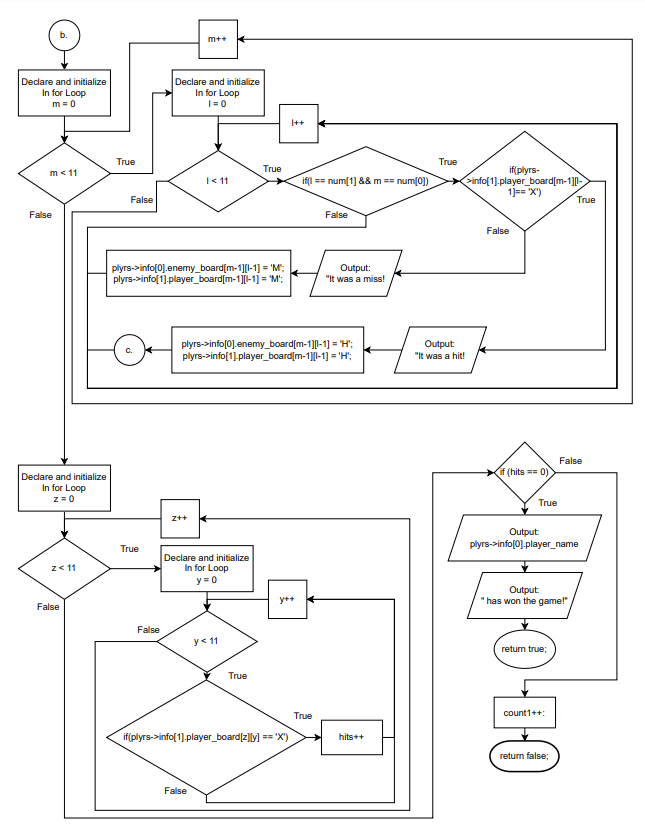 b.
m++
Declare and initialize
In for Loop
m = 0
Declare and initialize
In for Loop
l = 0
l++
m < 11
True
False
l < 11
True
False
if(l == num[1] && m == num[0])
True
False
if(plyrs-
>info[1].player_board[m-1][l-
1]== 'X')
True
False
plyrs->info[0].enemy_board[m-1][l-1] = 'M';
plyrs->info[1].player_board[m-1][l-1] = 'M';
Output:
"It was a miss!
c.
plyrs->info[0].enemy_board[m-1][l-1] = 'H';
plyrs->info[1].player_board[m-1][l-1] = 'H';
Output:
"It was a hit!
Declare and initialize
In for Loop
z = 0
z++
z < 11
True
False
Declare and initialize
In for Loop
y = 0
y++
y < 11
False
True
if(plyrs->info[1].player_board[z][y] == 'X')
True
False
hits++
if (hits == 0)
False
True
Output:
plyrs->info[0].player_name
Output:
" has won the game!"
return true;
count1++:
return false;